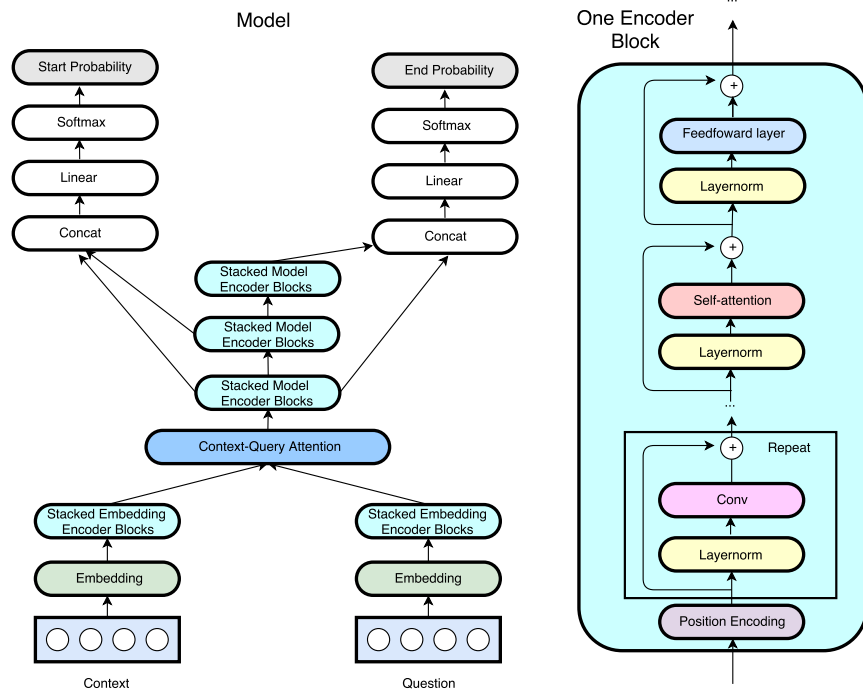 Model
Start Probability
Softmax
Linear
Concat
End Probability
Softmax
Linear
Concat
Stacked Model
Encoder Blocks
Stacked Model
Encoder Blocks
Stacked Model
Encoder Blocks
Context-Query Attention
Stacked Embedding
Encoder Blocks
Stacked Embedding
Encoder Blocks
Embedding
Embedding
Context
Question
...
One Encoder
Block
+
Feedfoward layer
Layernorm
+
Self-attention
Layernorm
...
+
Repeat
Conv
Layernorm
Position Encoding